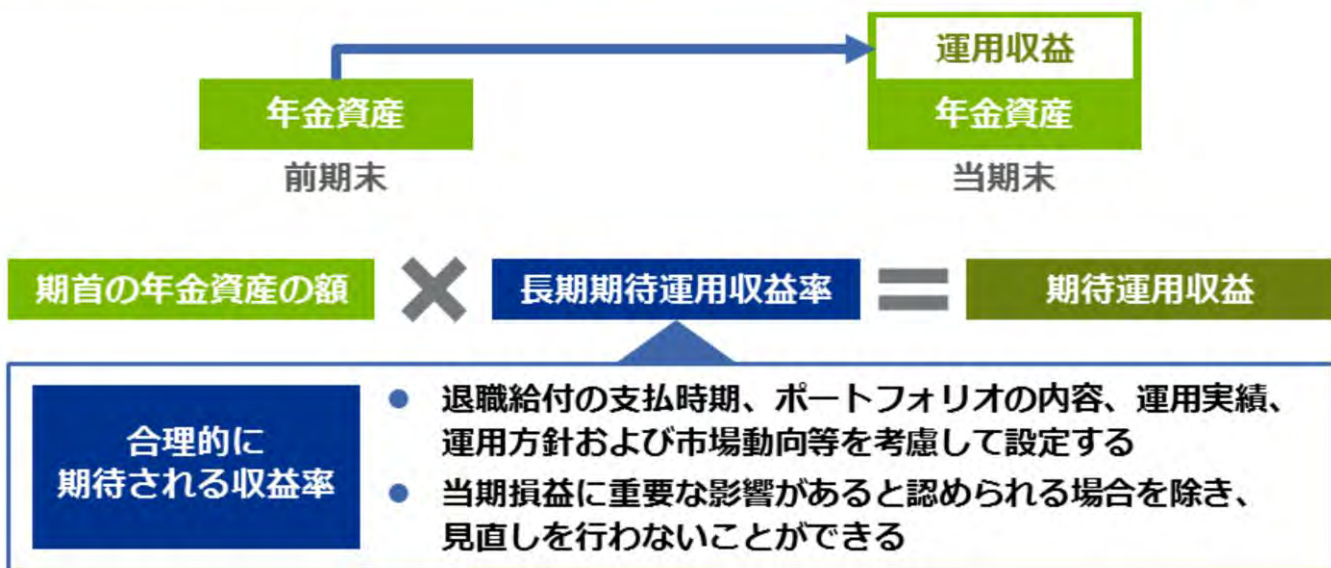 運用収益
年金資産
年金資産
前期末
当期末
期首の年金資産の額 × 長期期待運用収益率 = 期待運用収益
合理的に
期待される収益率
● 退職給付の支払時期、ポートフォリオの内容、運用実績、
運用方針および市場動向等を考慮して設定する
● 当期損益に重要な影響があると認められる場合を除き、
見直しを行わないことができる